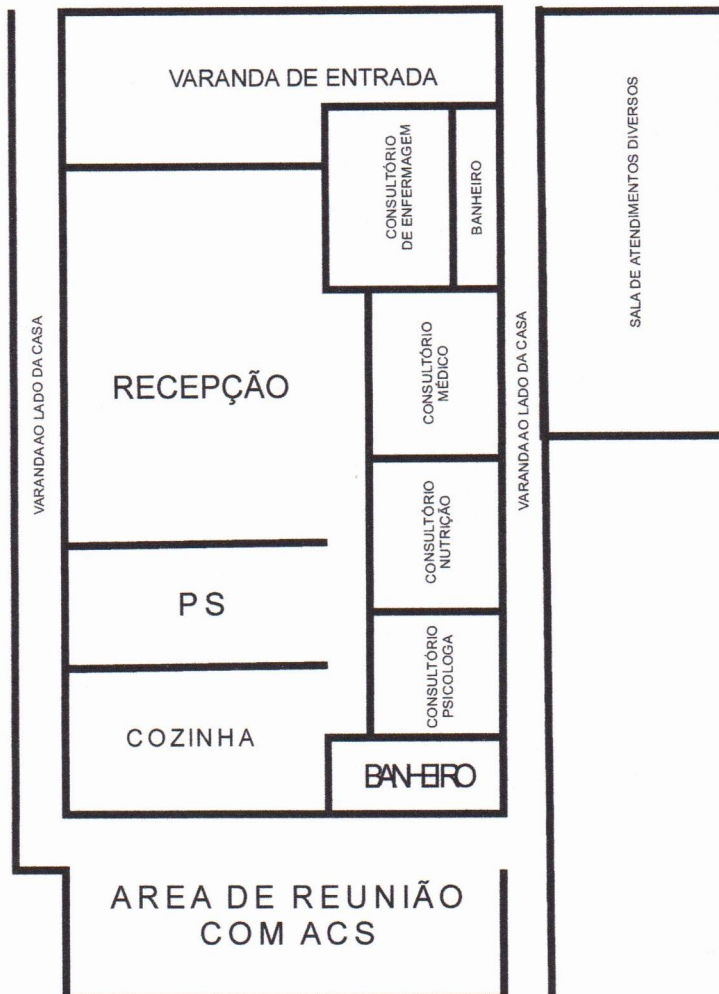 VARANDA DE ENTRADA
CONSULTÓRIO
DE ENFERMAGEM
BANHEIRO
SALA DE ATENDIMENTOS DIVERSOS
VARANDA AO LADO DA CASA
RECEPÇÃO
CONSULTÓRIO
MÉDICO
VARANDA AO LADO DA CASA
CONSULTÓRIO
NUTRIÇÃO
PS
CONSULTÓRIO
PSICOLOGA
COZINHA
BANHEIRO
AREA DE REUNIÃO
COM ACS